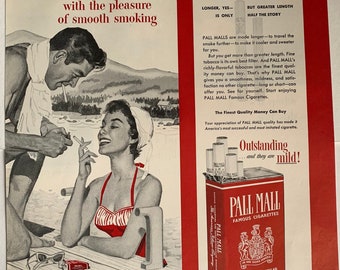 with the pleasure
of smooth smoking
LONGER, YES—
IS ONLY
BUT GREATER LENGTH
HALF THE STORY
PALL MALLS are made longer—to travel the
smoke further—to make it cooler and sweeter
for you.
But you get more than greater length. Fine
tobacco is its own best filter. And PALL MALL's
richly-flavorful tobaccos are the finest qual-
ity money can buy. That's why PALL MALL
gives you a smoothness, mildness, and satis-
faction no other cigarette—long or short—can
offer you. See for yourself. Start enjoying
PALL MALL Famous Cigarettes.
The Finest Quality Money Can Buy
Your appreciation of PALL MALL quality has made it
America's most successful and most imitated cigarette.
Outstanding
and they are mild!
PALL MALL
FAMOUS CIGARETTES
PALL MALL